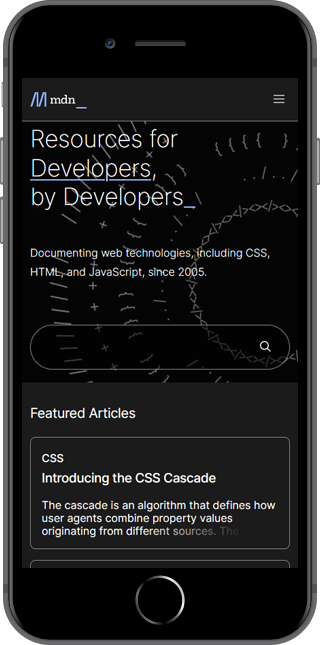 mdn_
Resources for
Developers,
by Developers_
Documenting web technologies, including CSS,
HTML, and JavaScript, since 2005.
Featured Articles
CSS
Introducing the CSS Cascade
The cascade is an algorithm that defines how
user agents combine property values
originating from different sources. The